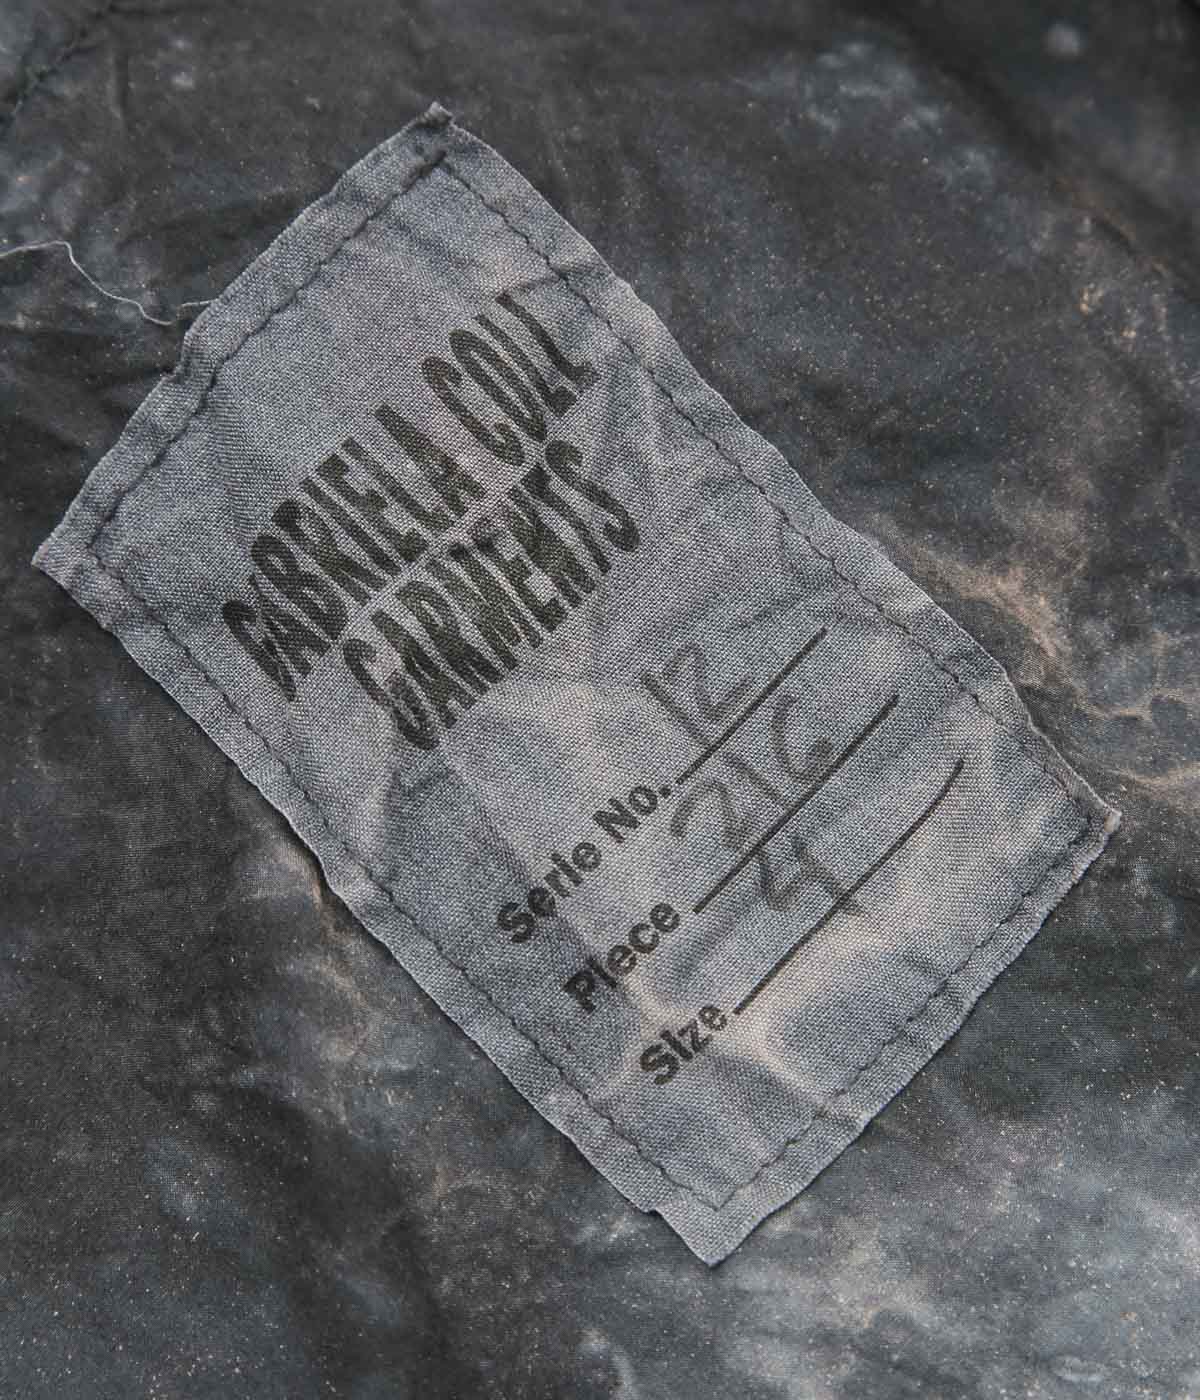 GABRIELA COLL
GARMENTS
Serie No. 12
Piece 216
Size 4